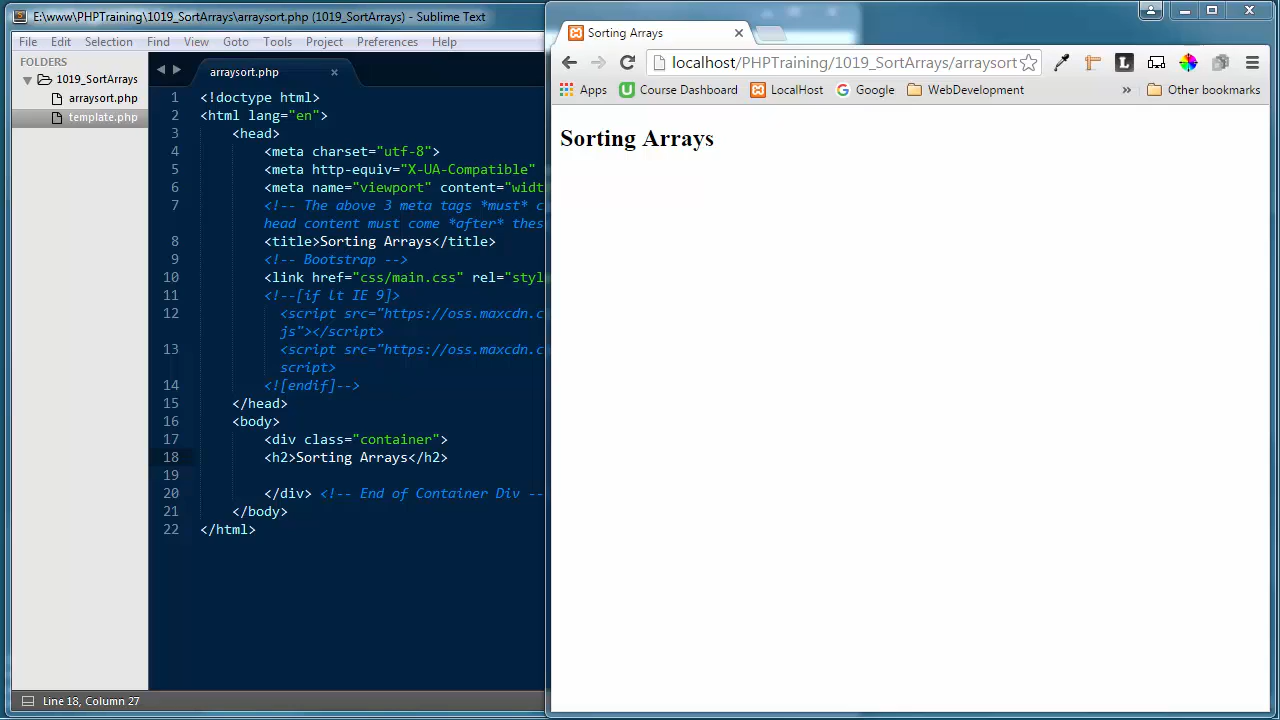 E:\www\PHPTraining\1019_SortArrays\arraysort.php (1019_SortArrays) - Sublime Text
File Edit Selection Find View Goto Tools Project Preferences Help
FOLDERS
1019_SortArrays
arraysort.php
template.php
arraysort.php
1 <!doctype html>
2 <html lang="en">
3 <head>
4 <meta charset="utf-8">
5 <meta http-equiv="X-UA-Compatible"
6 <meta name="viewport" content="widt
7 <!-- The above 3 meta tags *must* c
head content must come *after* thes
8 <title>Sorting Arrays</title>
9 <!-- Bootstrap -->
10 <link href="css/main.css" rel="styl
11 <!--[if lt IE 9]>
12 <script src="https://oss.maxcdn.c
js"></script>
13 <script src="https://oss.maxcdn.c
script>
14 <![endif]-->
15 </head>
16 <body>
17 <div class="container">
18 <h2>Sorting Arrays</h2>
19
20 </div> <!-- End of Container Div --
21 </body>
22 </html>
Line 18, Column 27
Sorting Arrays
localhost/PHPTraining/1019_SortArrays/arraysort
Apps Course Dashboard LocalHost Google WebDevelopment » Other bookmarks
Sorting Arrays